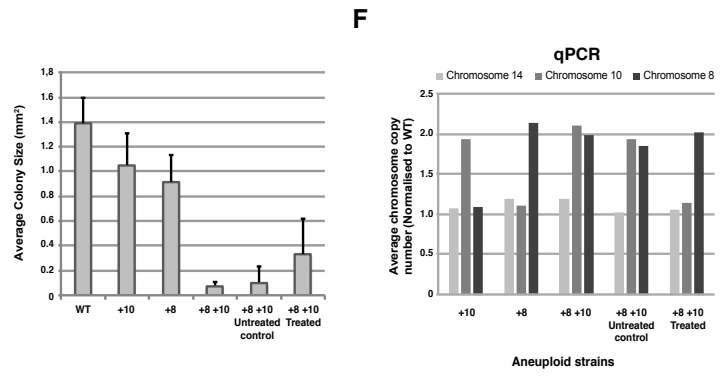 F
Average Colony Size (mm²)
1,8
1.6
1.4
1.2
1.0
0.8
0.6
0.4
0.2
0
WT
+10
+8
+8 +10
+8 +10
Untreated
control
+8 +10
Treated
qPCR
Chromosome 14 Chromosome 10 Chromosome 8
Average chromosome copy
number (Normalised to WT)
2.5
2.0
1.5
1.0
0.5
0
+10
+8
+8 +10
+8 +10
Untreated
control
+8 +10
Treated
Aneuploid strains